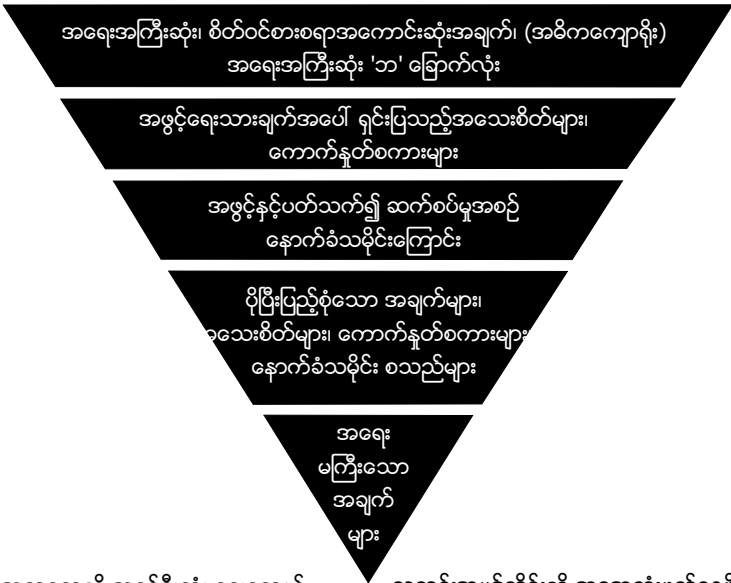 အရေးအကြီးဆုံး၊ စိတ်ဝင်စားစရာအကောင်းဆုံးအချက်၊ (အဓိကကျောရိုး)
အရေးအကြီးဆုံး 'ဘ' ခြောက်လုံး
အဖွင့်ရေးသားချက်အပေါ် ရှင်းပြသည့်အသေးစိတ်များ၊
ကောက်နှုတ်စကားများ
အဖွင့်နှင့်ပတ်သက်၍ ဆက်စပ်မှုအစဉ်
နောက်ခံသမိုင်းကြောင်း
ပိုပြီးပြည့်စုံသော အချက်များ၊
အသေးစိတ်များ၊ ကောက်နှုတ်စကားများ
နောက်ခံသမိုင်း စသည်များ
အရေး
မကြီးသော
အချက်
များ